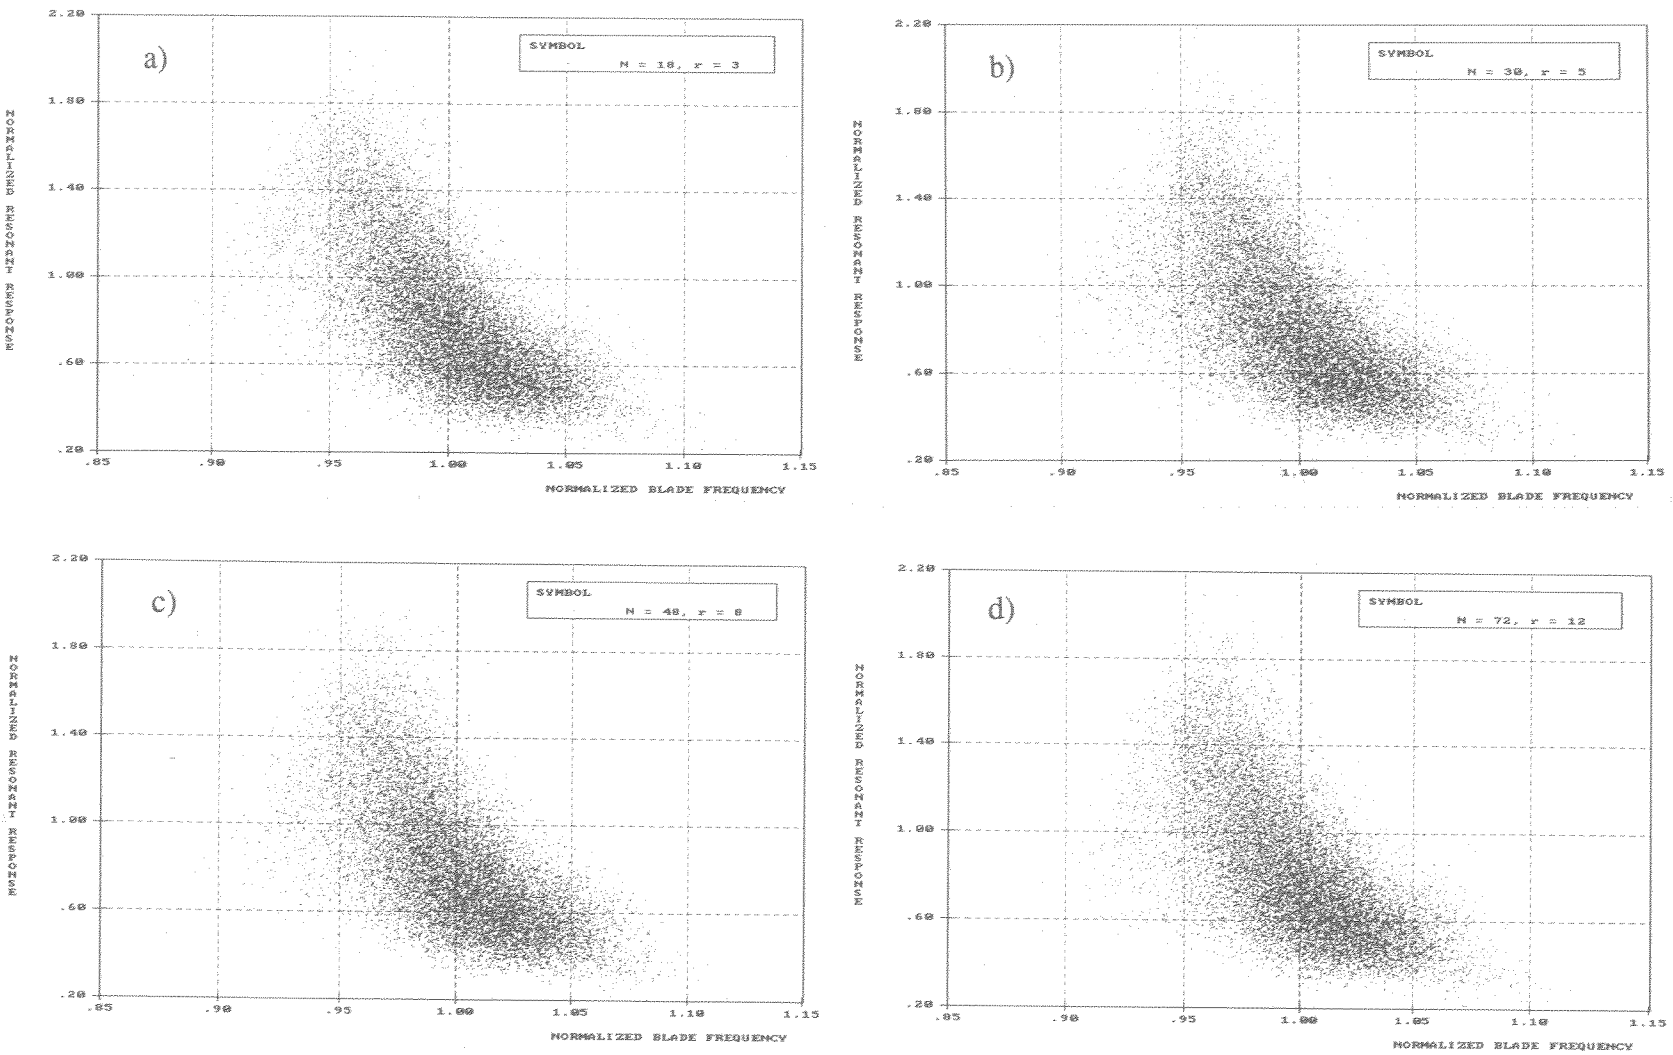 a)
SYMBOL
N = 18, r = 3
NORMALIZED RESONANT RESPONSE
2.20
1.80
1.40
1.00
.60
.20
.85 .90 .95 1.00 1.05 1.10 1.15
NORMALIZED BLADE FREQUENCY
b)
SYMBOL
N = 30, r = 5
NORMALIZED RESONANT RESPONSE
2.20
1.80
1.40
1.00
.60
.20
.85 .90 .95 1.00 1.05 1.10 1.15
NORMALIZED BLADE FREQUENCY
c)
SYMBOL
N = 48, r = 8
NORMALIZED RESONANT RESPONSE
2.20
1.80
1.40
1.00
.60
.20
.85 .90 .95 1.00 1.05 1.10 1.15
NORMALIZED BLADE FREQUENCY
d)
SYMBOL
N = 72, r = 12
NORMALIZED RESONANT RESPONSE
2.20
1.80
1.40
1.00
.60
.20
.85 .90 .95 1.00 1.05 1.10 1.15
NORMALIZED BLADE FREQUENCY